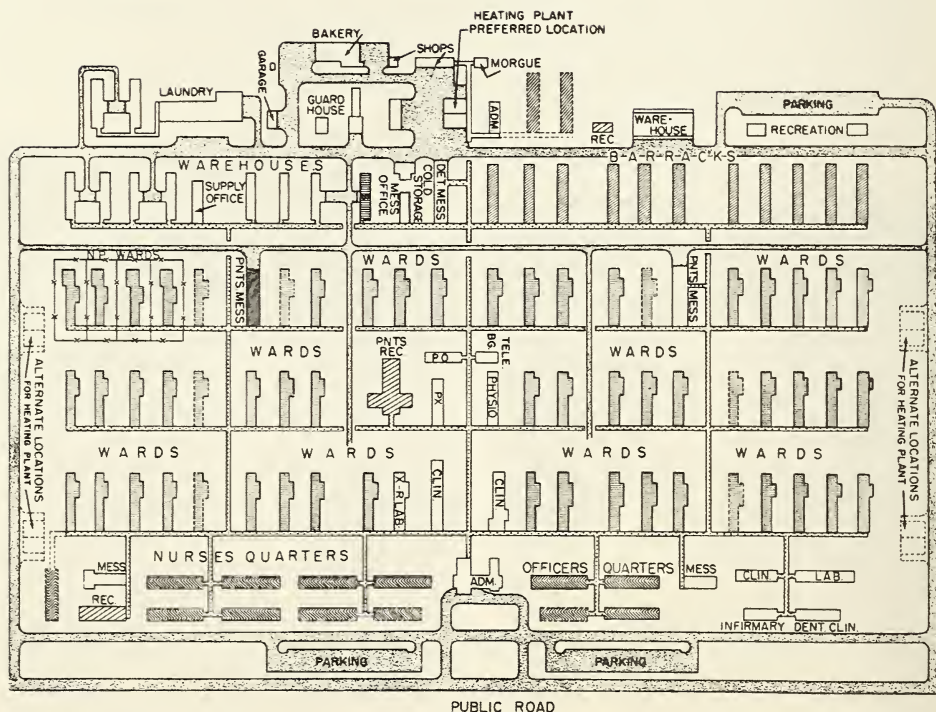 HEATING PLANT
PREFERRED LOCATION
BAKERY
SHOPS
MORGUE
GARAGE
LAUNDRY
GUARD
HOUSE
ADM.
REC
WARE-
HOUSE
PARKING
RECREATION
WAREHOUSES
BARRACKS
SUPPLY
OFFICE
MESS
OFFICE
COLD
STORAGE
DET MESS
N.P. WARDS
PNTS MESS
WARDS
PNTS MESS
WARDS
ALTERNATE LOCATIONS
FOR HEATING PLANT
WARDS
PNTS
REC
P.O.
TELE.
BG.
PX
PHYSIO
WARDS
ALTERNATE LOCATIONS
FOR HEATING PLANT
WARDS
WARDS
X-R LAB.
CLIN
CLIN
WARDS
WARDS
NURSES QUARTERS
MESS
REC.
ADM.
OFFICERS QUARTERS
MESS
CLIN.
LAB.
INFIRMARY
DENT CLIN.
PARKING
PARKING
PUBLIC ROAD